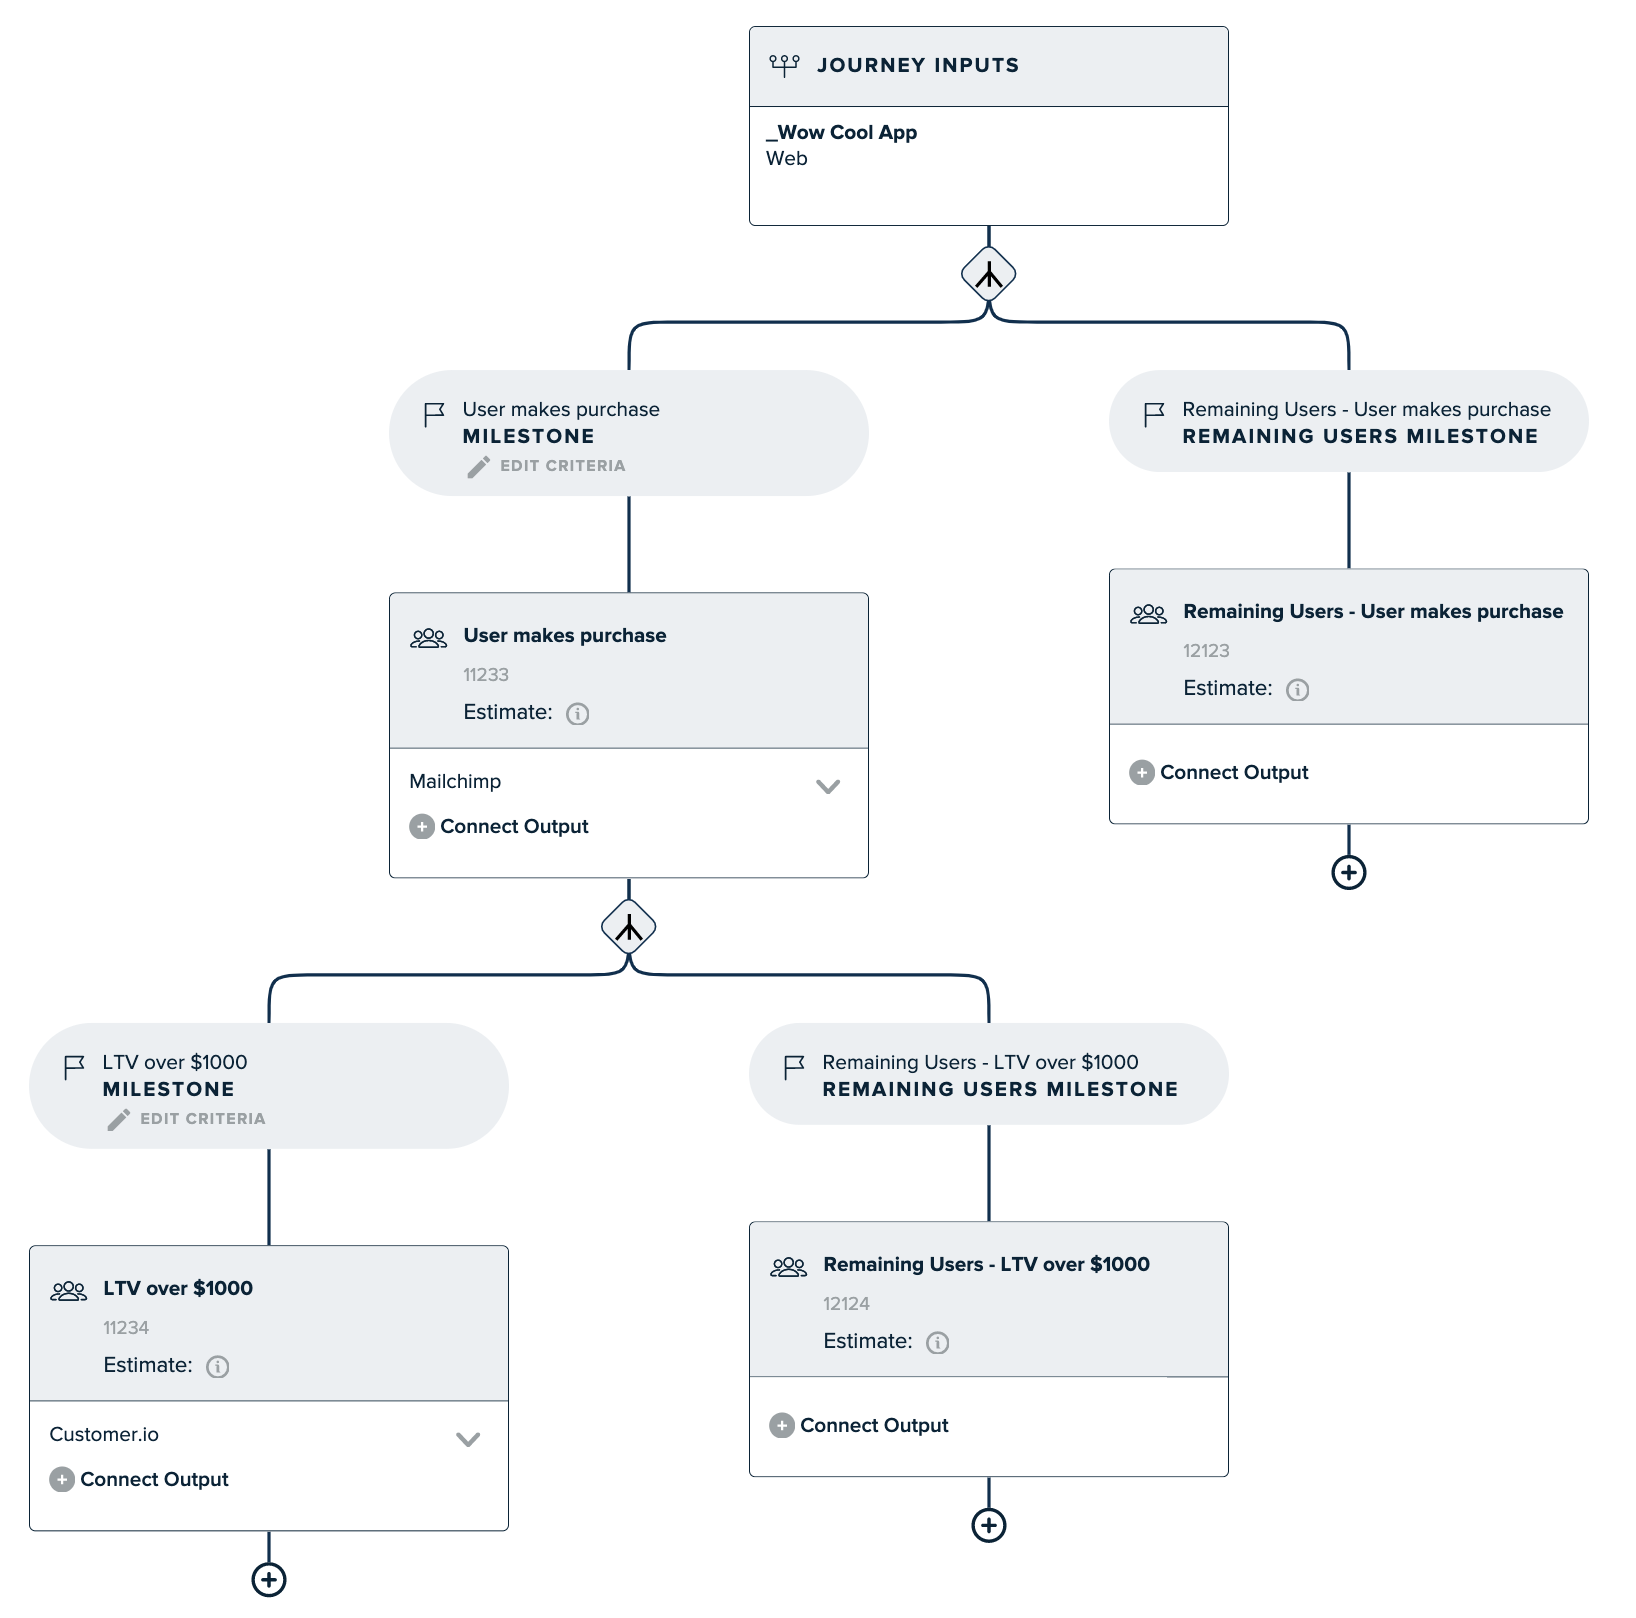 JOURNEY INPUTS
_Wow Cool App
Web
User makes purchase
MILESTONE
EDIT CRITERIA
Remaining Users - User makes purchase
REMAINING USERS MILESTONE
User makes purchase
11233
Estimate:
Mailchimp
Connect Output
Remaining Users - User makes purchase
12123
Estimate:
Connect Output
LTV over $1000
MILESTONE
EDIT CRITERIA
Remaining Users - LTV over $1000
REMAINING USERS MILESTONE
LTV over $1000
11234
Estimate:
Customer.io
Connect Output
Remaining Users - LTV over $1000
12124
Estimate:
Connect Output